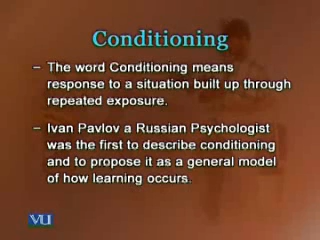 Conditioning
– The word Conditioning means
response to a situation built up through
repeated exposure.
– Ivan Pavlov a Russian Psychologist
was the first to describe conditioning
and to propose it as a general model
of how learning occurs.
VU